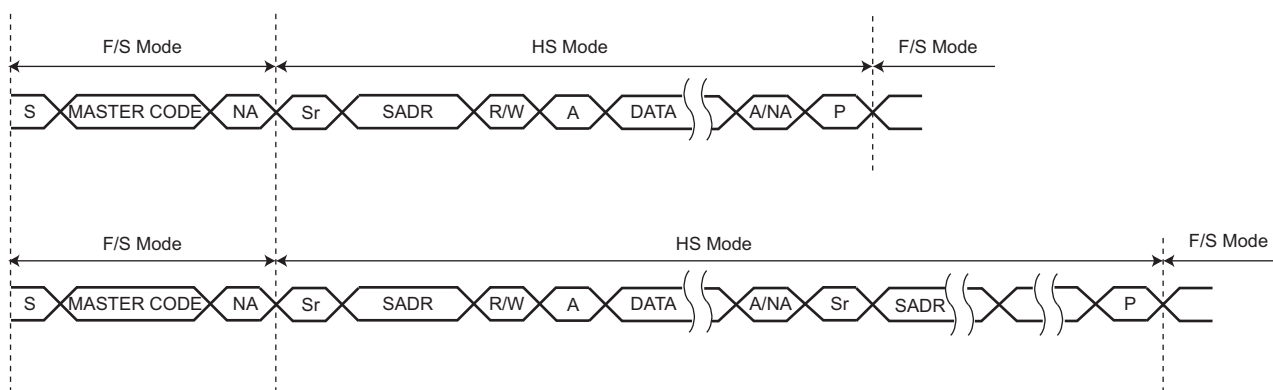 F/S Mode HS Mode F/S Mode
S MASTER CODE NA Sr SADR R/W A DATA A/NA P
F/S Mode HS Mode F/S Mode
S MASTER CODE NA Sr SADR R/W A DATA A/NA Sr SADR P